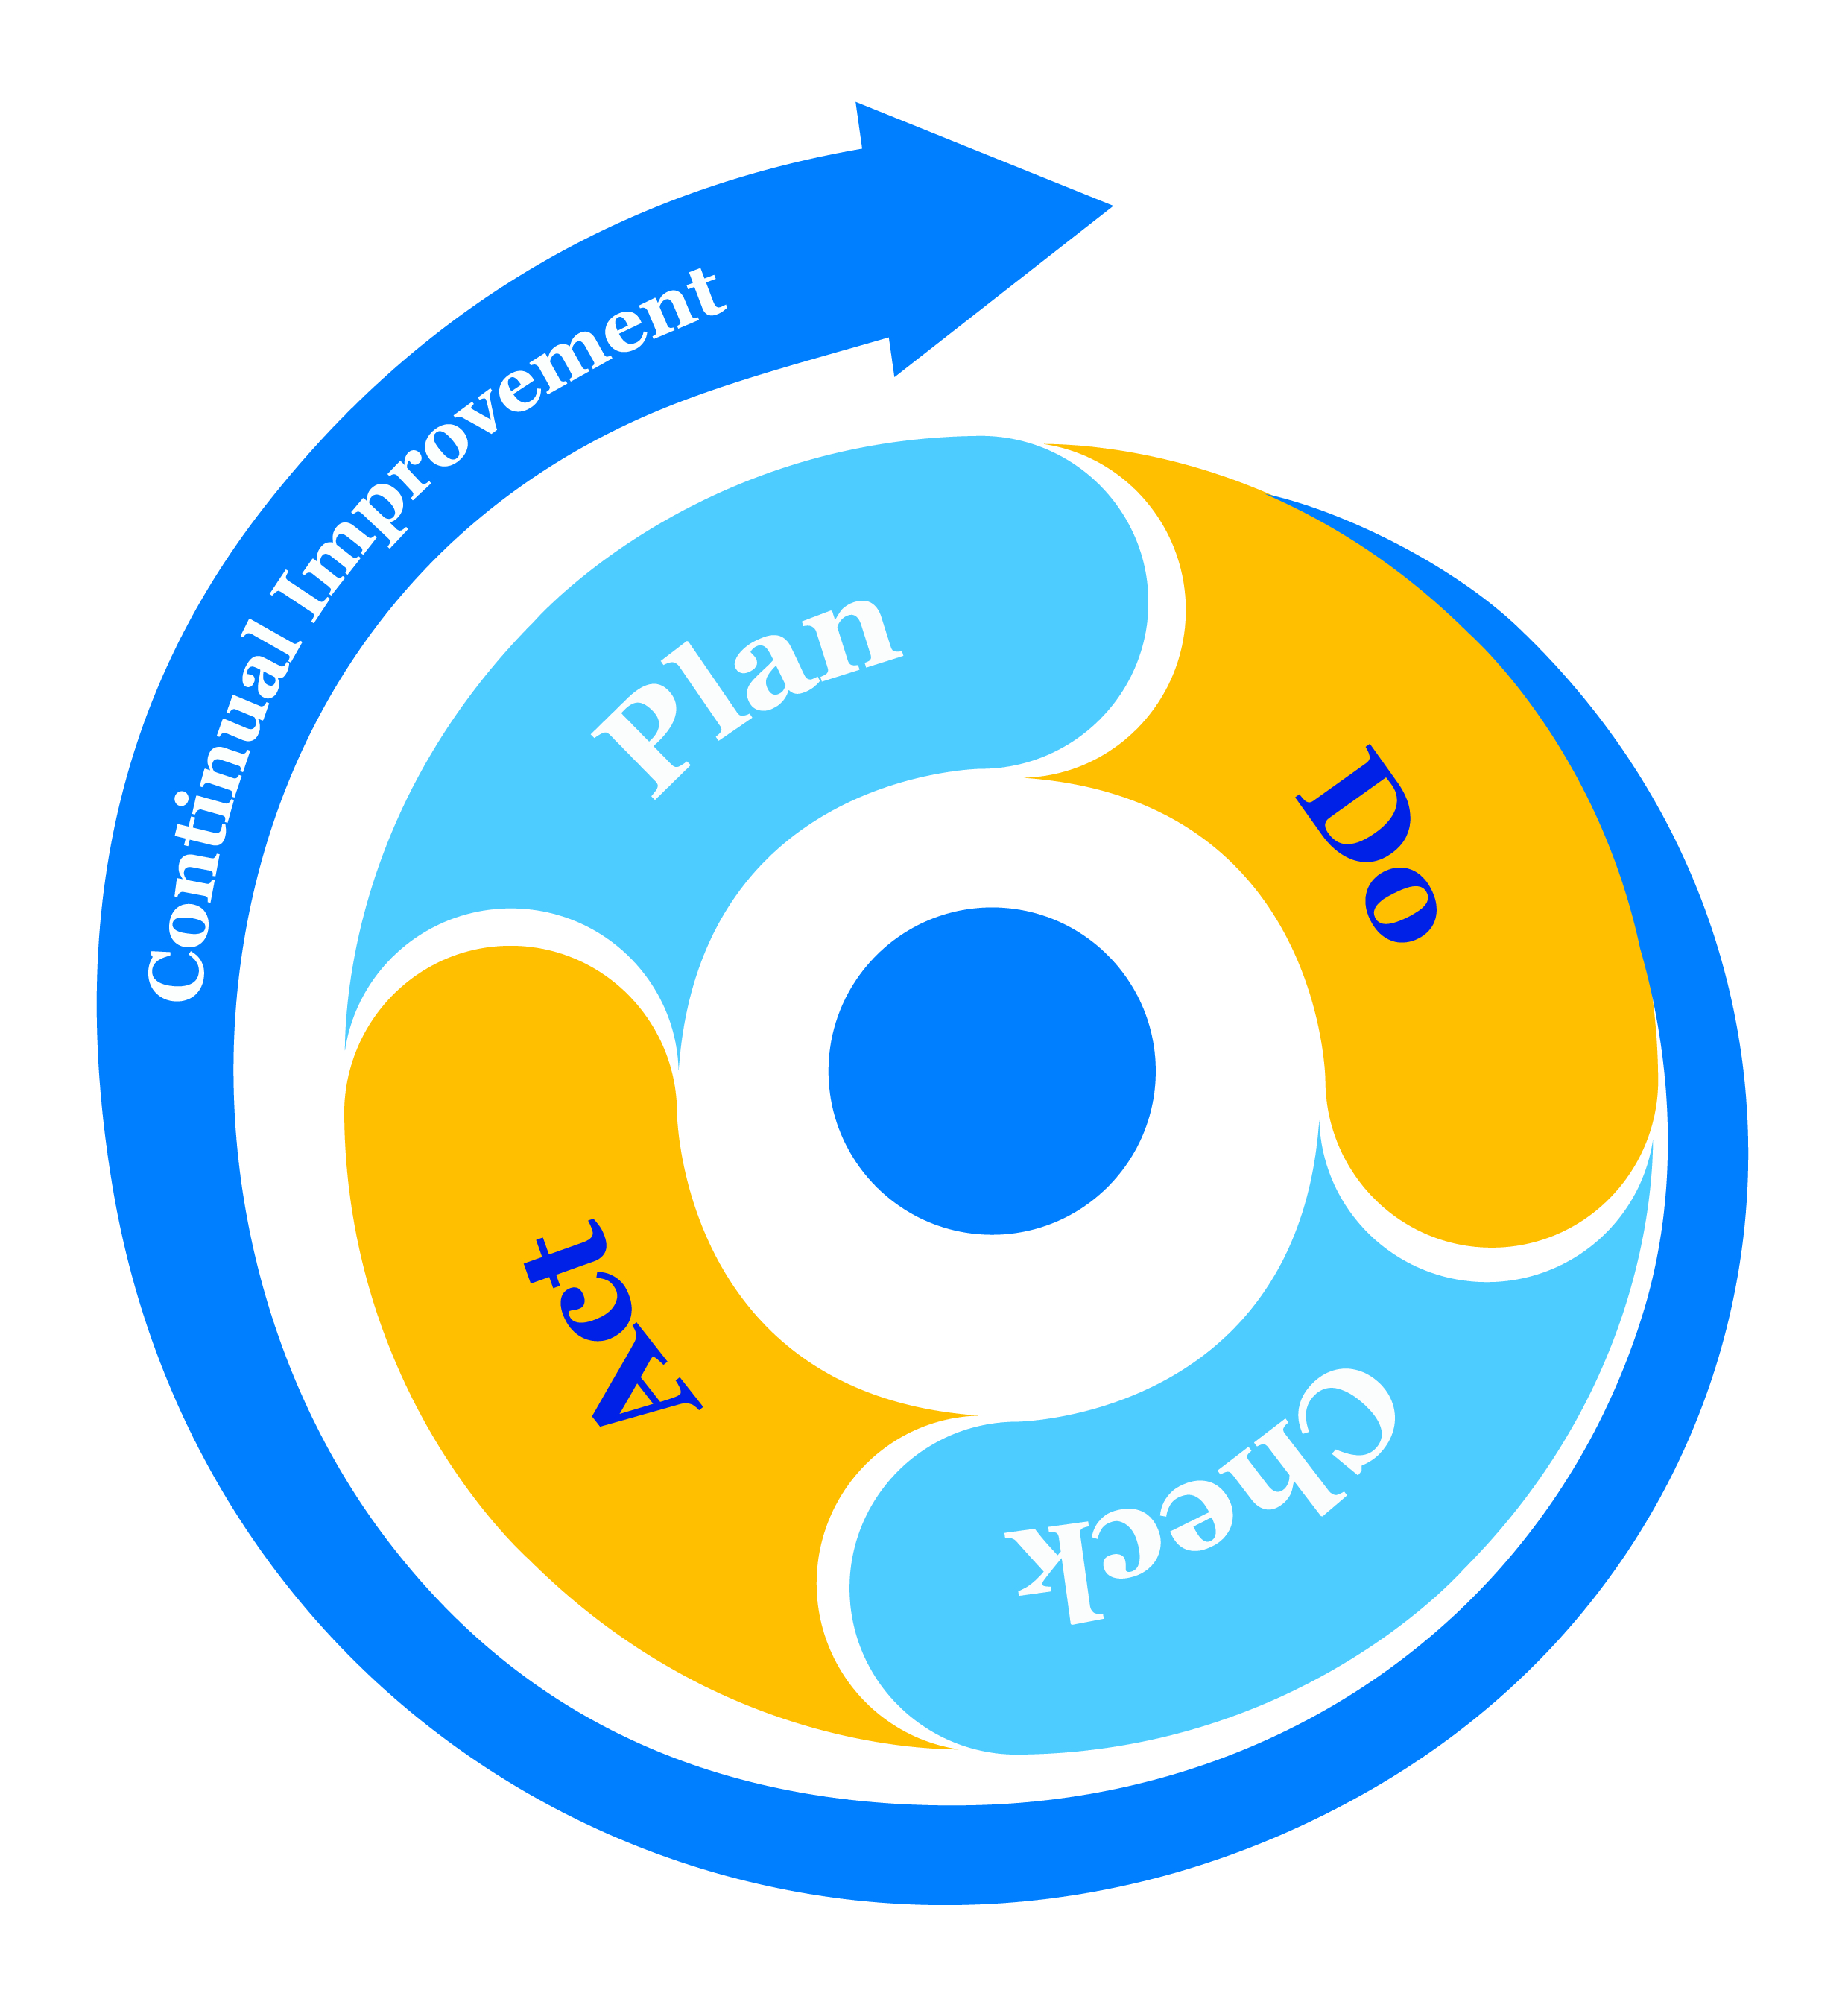 Continual Improvement
Plan
Do
Check
Act